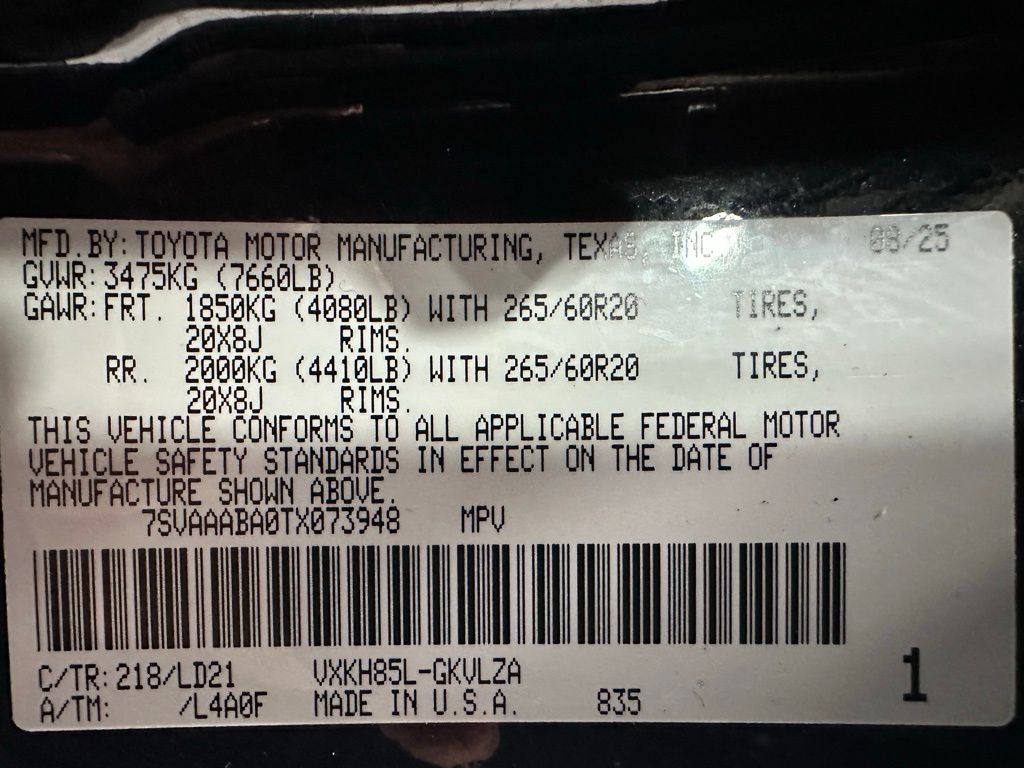 MFD.BY: TOYOTA MOTOR MANUFACTURING, TEXAS, INC. 08/25
GVWR: 3475KG (7660LB)
GAWR: FRT. 1850KG (4080LB) WITH 265/60R20 TIRES,
20X8J RIMS.
RR. 2000KG (4410LB) WITH 265/60R20 TIRES,
20X8J RIMS.
THIS VEHICLE CONFORMS TO ALL APPLICABLE FEDERAL MOTOR
VEHICLE SAFETY STANDARDS IN EFFECT ON THE DATE OF
MANUFACTURE SHOWN ABOVE.
7SVAAABA0TX073948 MPV
C/TR: 218/LD21 VXKH85L-GKVLZA
A/TM: /L4A0F MADE IN U.S.A. 835
1